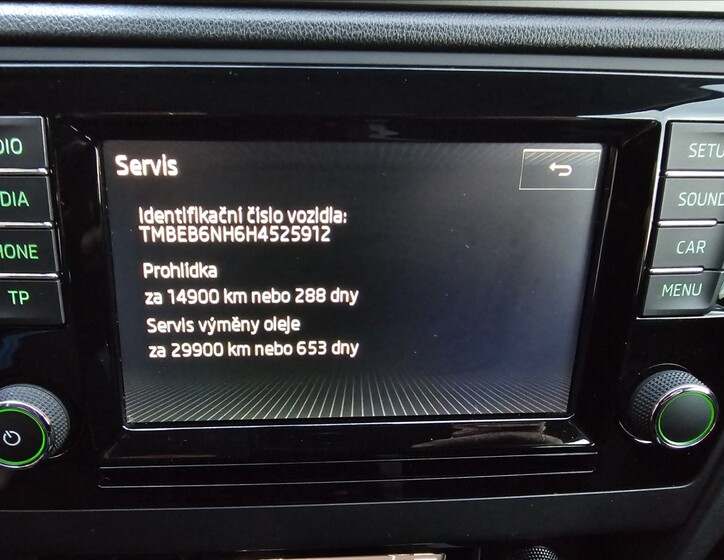 Servis
Identifikační číslo vozidla:
TMBEB6NH6H4525912
Prohlídka
za 14900 km nebo 288 dny
Servis výměny oleje
za 29900 km nebo 653 dny
DIO
DIA
HONE
TP
SETU
SOUND
CAR
MENU